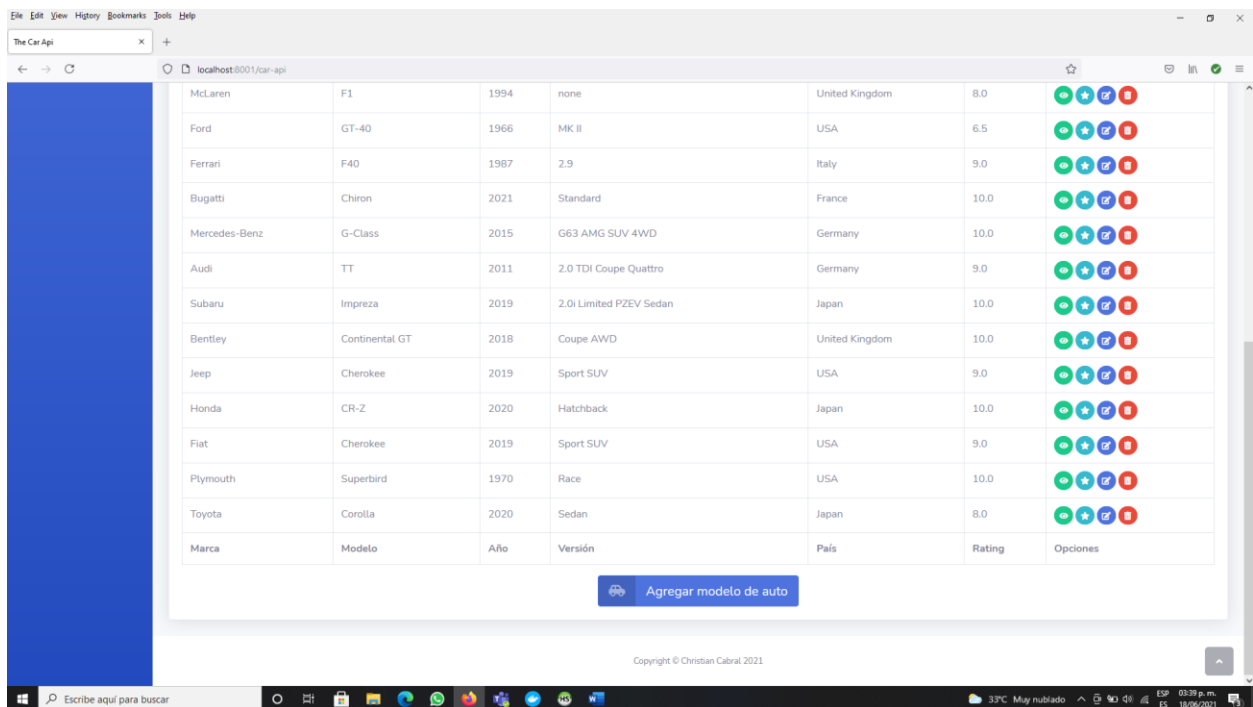 File Edit View History Bookmarks Tools Help
The Car Api
localhost:8001/car-api
McLaren F1 1994 none United Kingdom 8.0
Ford GT-40 1966 MK II USA 6.5
Ferrari F40 1987 2.9 Italy 9.0
Bugatti Chiron 2021 Standard France 10.0
Mercedes-Benz G-Class 2015 G63 AMG SUV 4WD Germany 10.0
Audi TT 2011 2.0 TDI Coupe Quattro Germany 9.0
Subaru Impreza 2019 2.0i Limited PZEV Sedan Japan 10.0
Bentley Continental GT 2018 Coupe AWD United Kingdom 10.0
Jeep Cherokee 2019 Sport SUV USA 9.0
Honda CR-Z 2020 Hatchback Japan 10.0
Fiat Cherokee 2019 Sport SUV USA 9.0
Plymouth Superbird 1970 Race USA 10.0
Toyota Corolla 2020 Sedan Japan 8.0
Marca Modelo Año Versión País Rating Opciones
Agregar modelo de auto
Copyright © Christian Cabral 2021
Escribe aquí para buscar
HS
W
33°C Muy nublado
ESP 03:39 p. m.
ES 18/06/2021